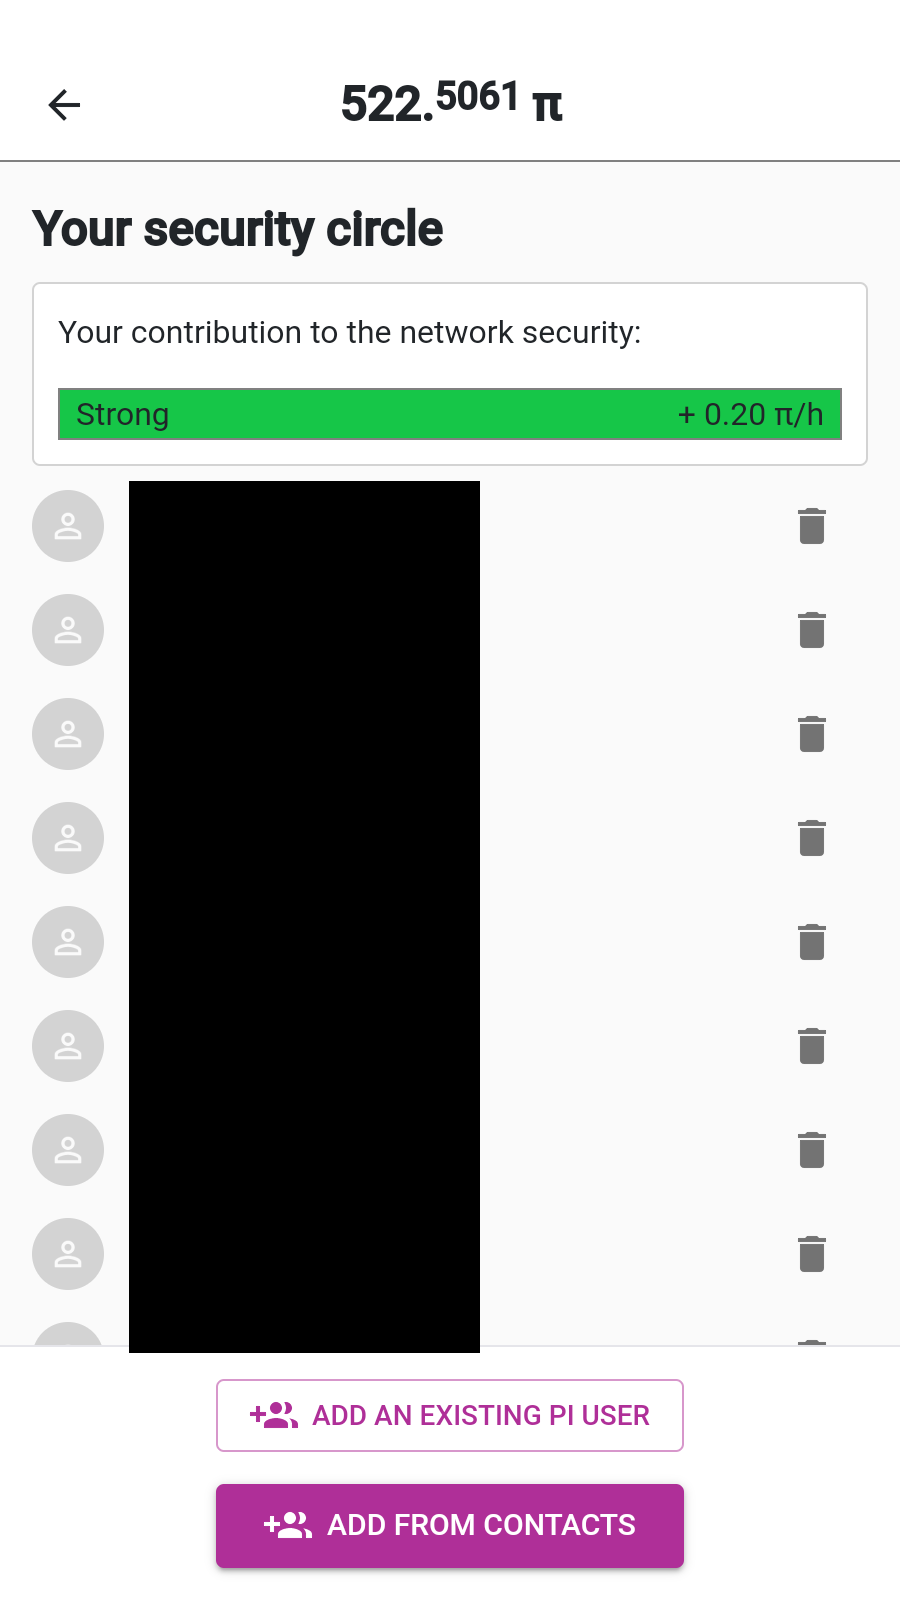 522.5061 π
Your security circle
Your contribution to the network security:
Strong + 0.20 π/h
ADD AN EXISTING PI USER
ADD FROM CONTACTS